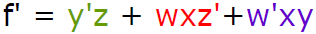 f' = y'z + wxz'+w'xy